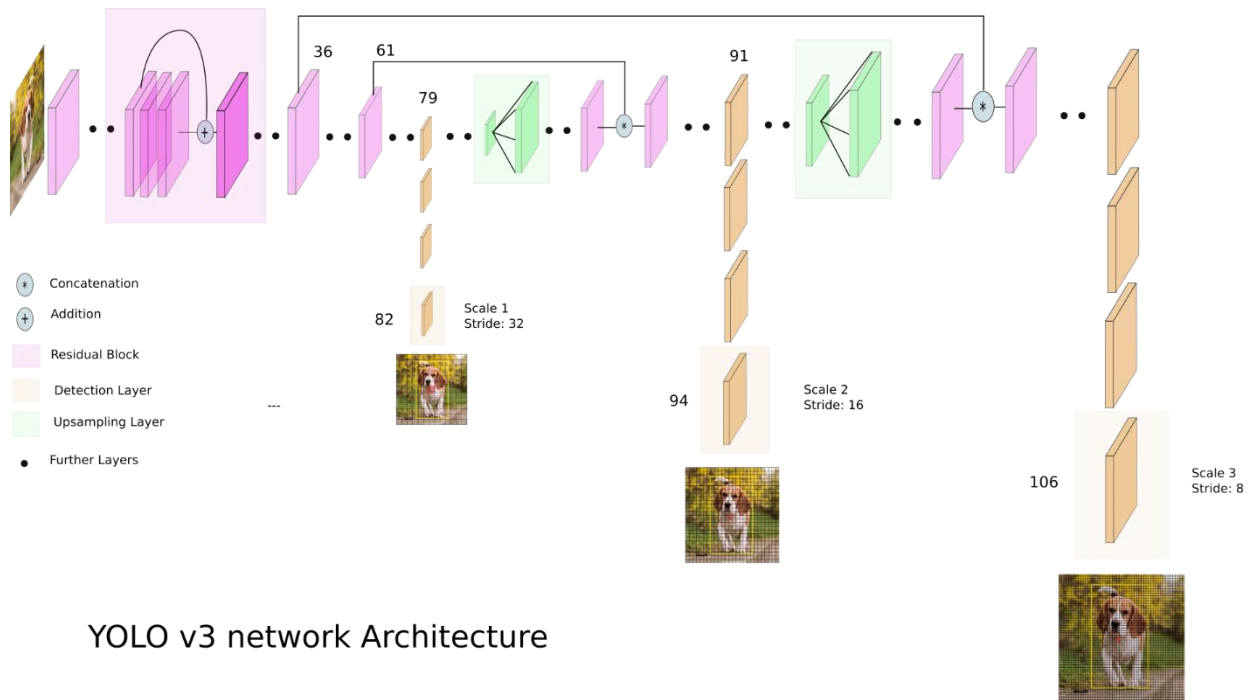 36
61
91
79
*
*
+
* Concatenation
+ Addition
Residual Block
Detection Layer
Upsampling Layer
Further Layers
---
82
Scale 1
Stride: 32
94
Scale 2
Stride: 16
106
Scale 3
Stride: 8
YOLO v3 network Architecture